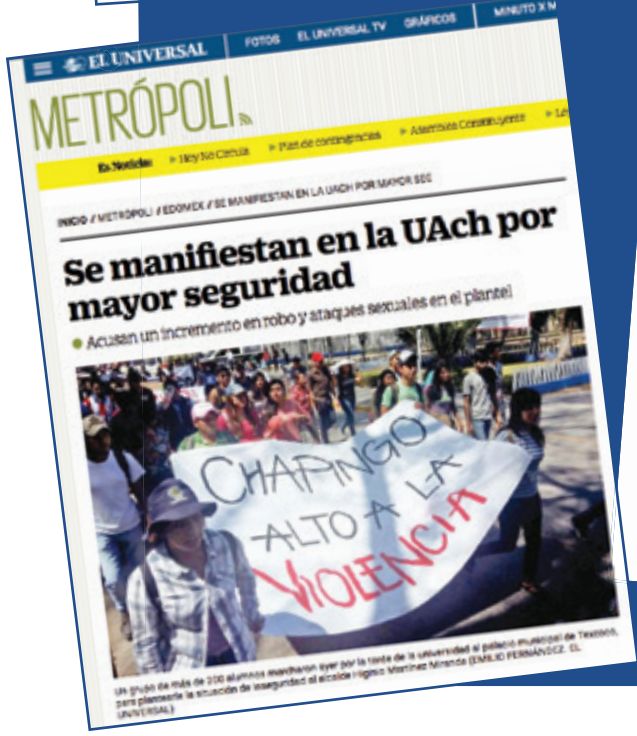 EL UNIVERSAL FOTOS EL UNIVERSAL TV GRÁFICOS MINUTO X M
METRÓPOLI
Es Noticia: Hoy No Circula Plan de contingencias Asamblea Constituyente
INICIO / METRÓPOLI / EDOMEX / SE MANIFIESTAN EN LA UACH POR MAYOR SEG
Se manifiestan en la UAch por
mayor seguridad
Acusan un incremento en robo y ataques sexuales en el plantel
CHAPINGO
ALTO A LA
VIOLENCIA
Un grupo de más de 200 alumnos marcharon ayer por la tarde de la universidad al palacio municipal de Texcoco,
para plantearle la situación de inseguridad al alcalde Higinio Martínez Miranda (EMILIO FERNÁNDEZ. EL
UNIVERSAL)